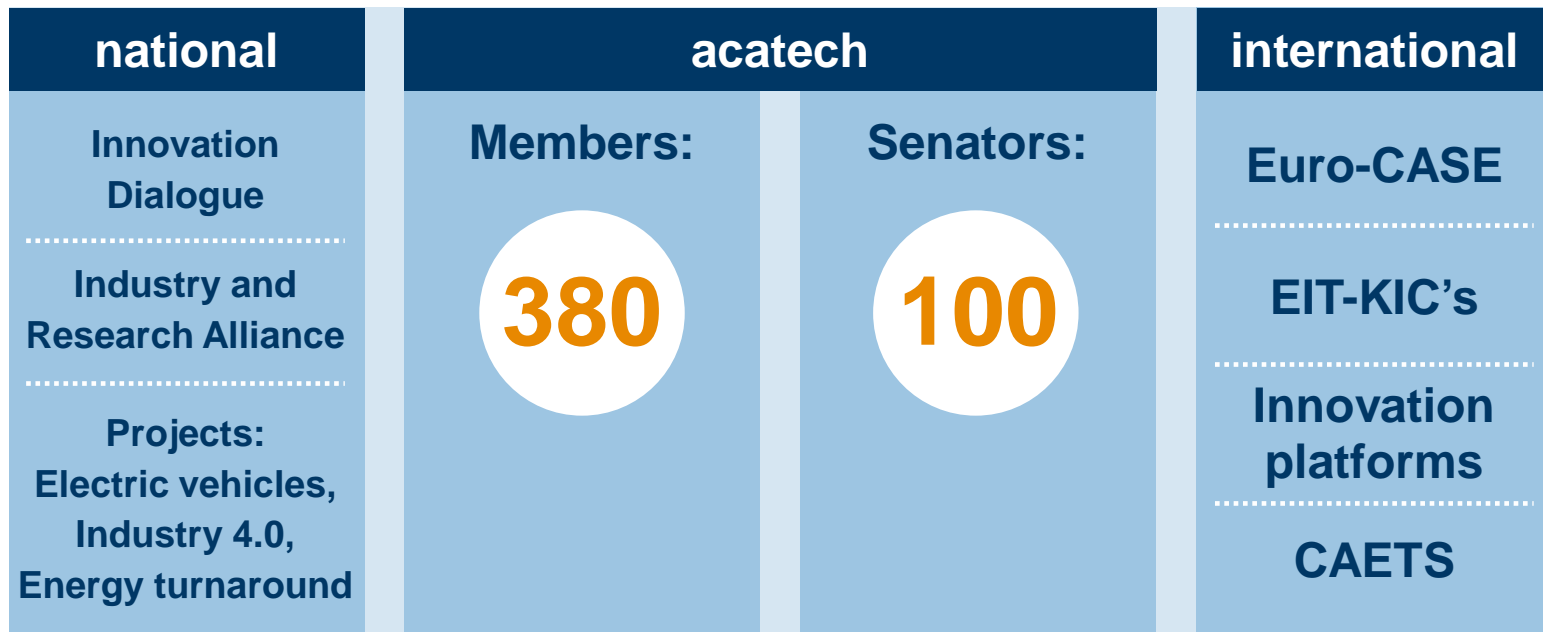 national
Innovation
Dialogue
Industry and
Research Alliance
Projects:
Electric vehicles,
Industry 4.0,
Energy turnaround
acatech
Members:
380
Senators:
100
international
Euro-CASE
EIT-KIC’s
Innovation
platforms
CAETS